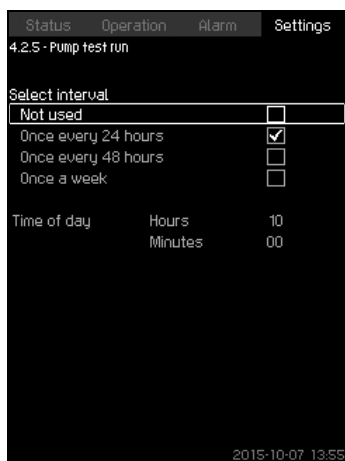 Status Operation Alarm Settings
4.2.5 - Pump test run
Select interval
Not used
Once every 24 hours
Once every 48 hours
Once a week
Time of day Hours 10
Minutes 00
2015-10-07 13:55